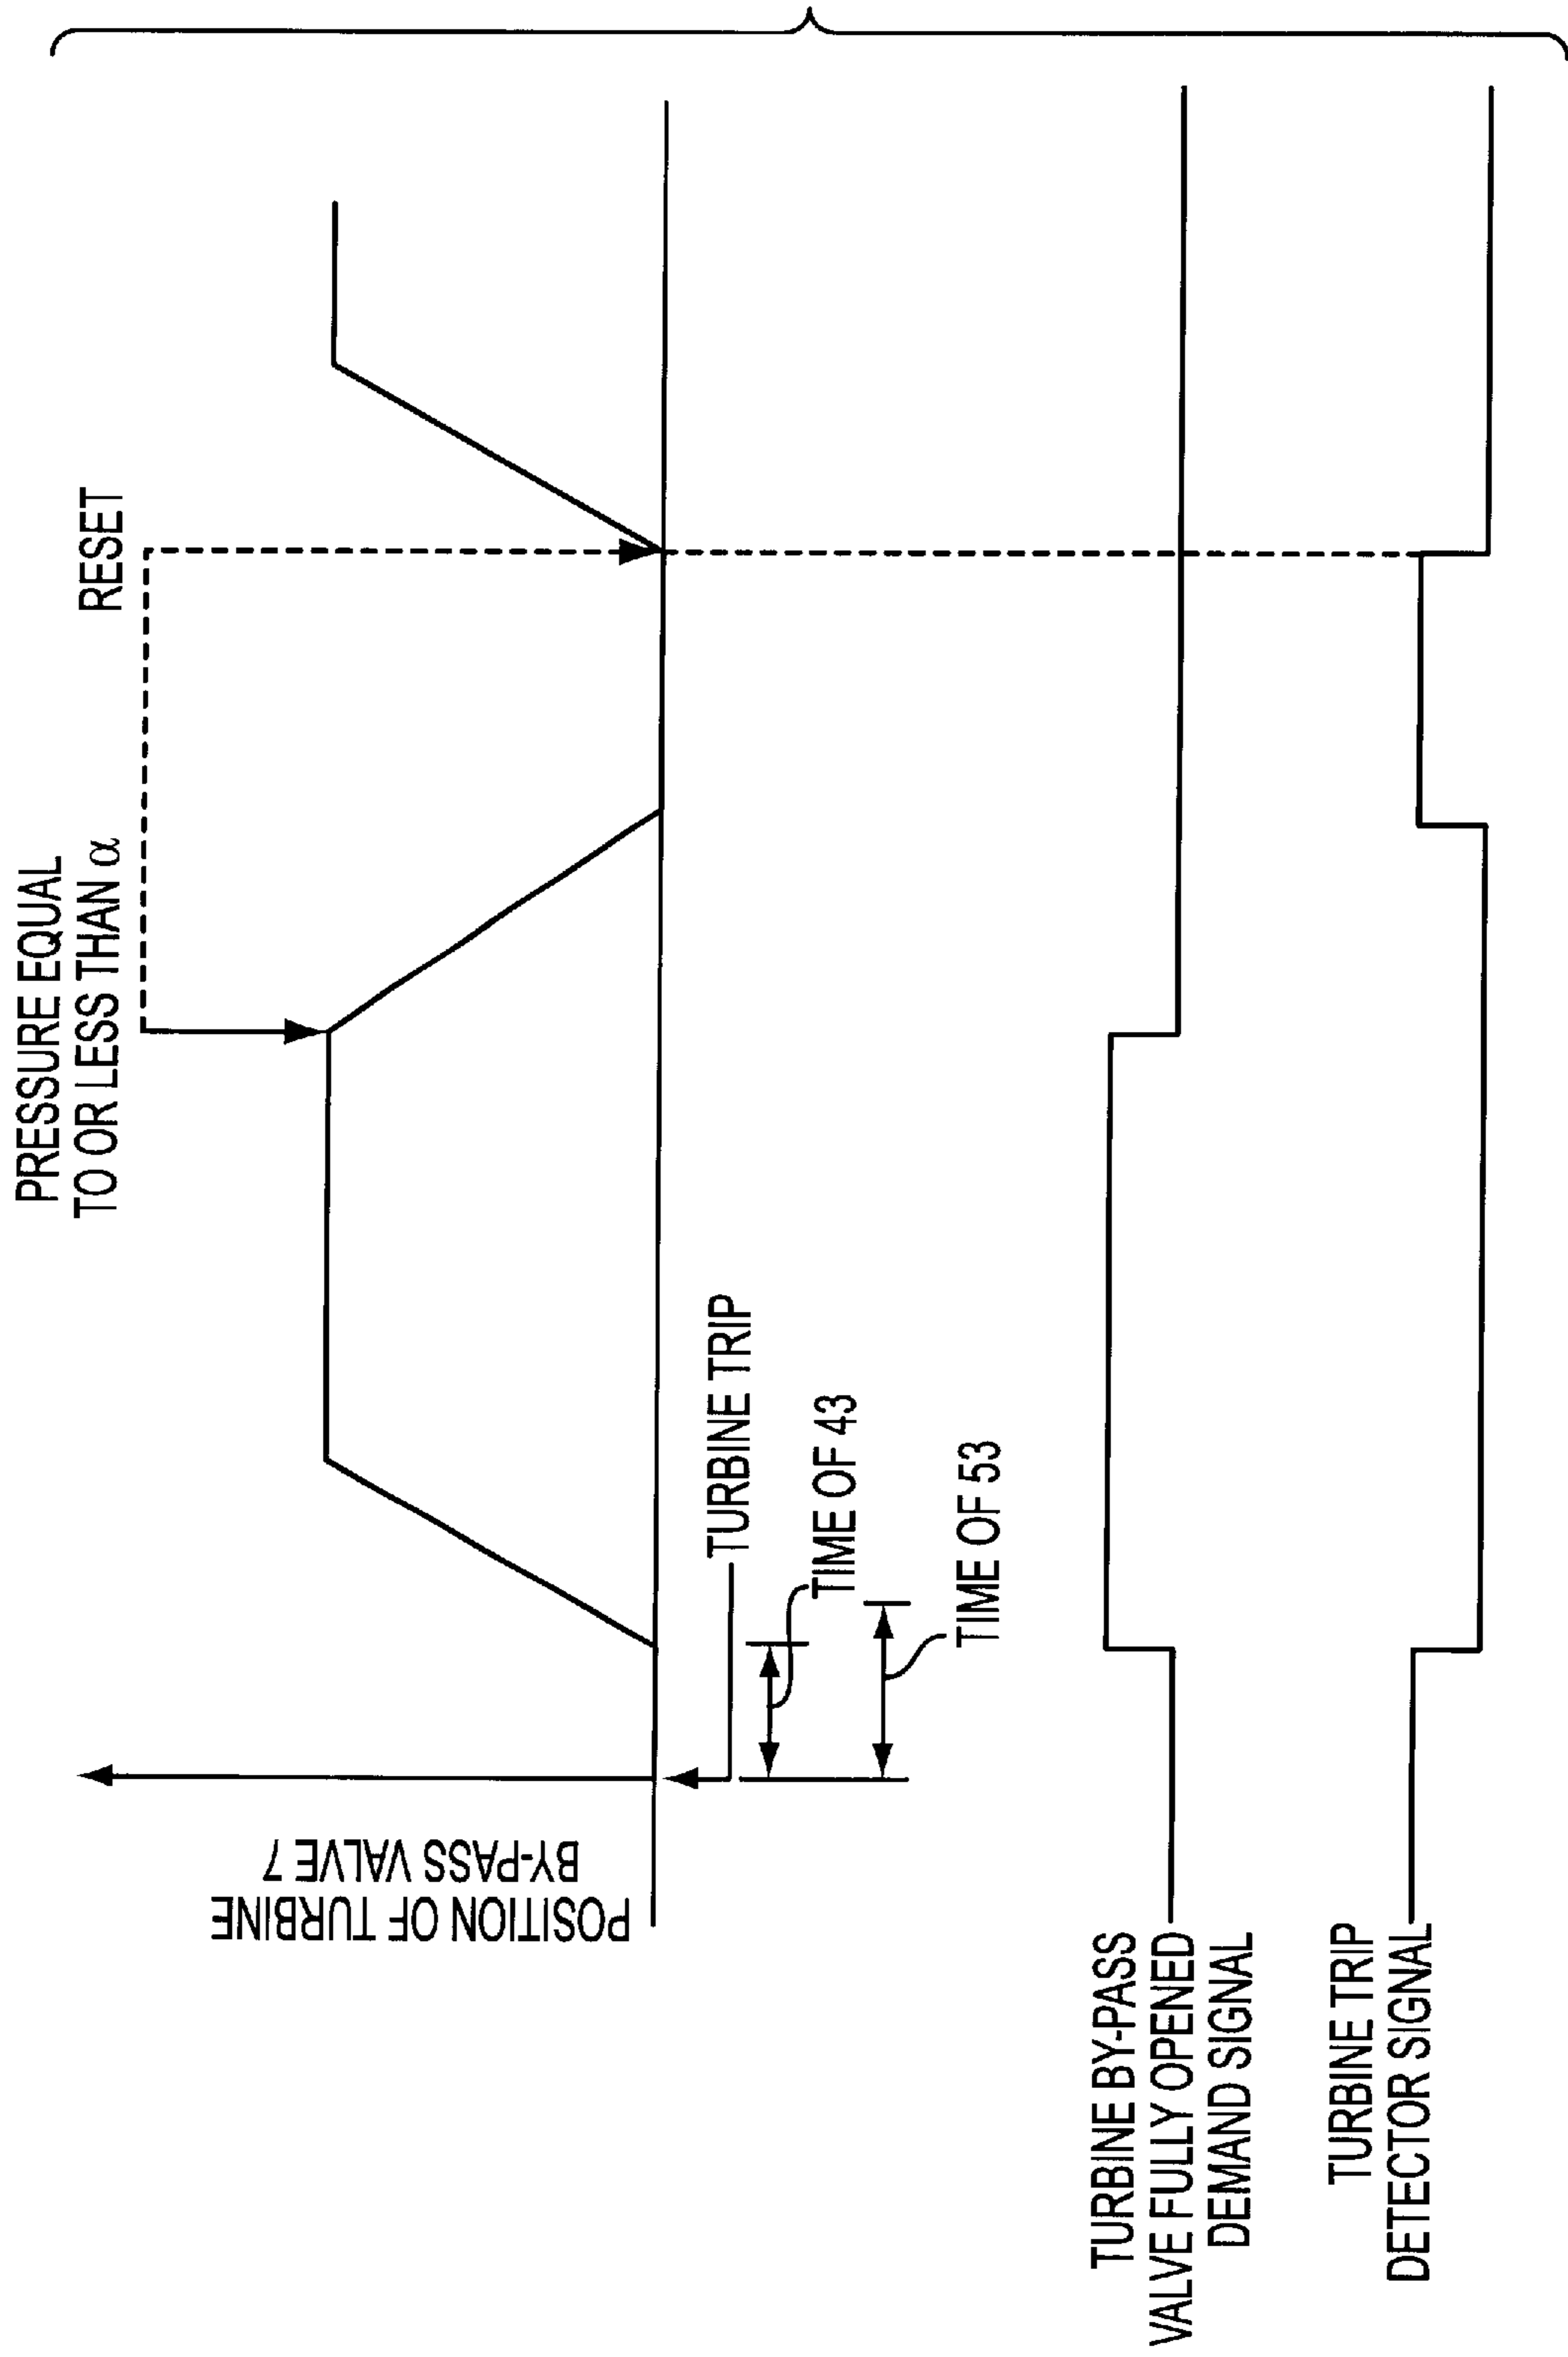 PRESSURE EQUAL
TO OR LESS THAN α
RESET
POSITION OF TURBINE
BY-PASS VALVE 7
TURBINE TRIP
TIME OF 43
TIME OF 53
TURBINE BY-PASS
VALVE FULLY OPENED
DEMAND SIGNAL
TURBINE TRIP
DETECTOR SIGNAL